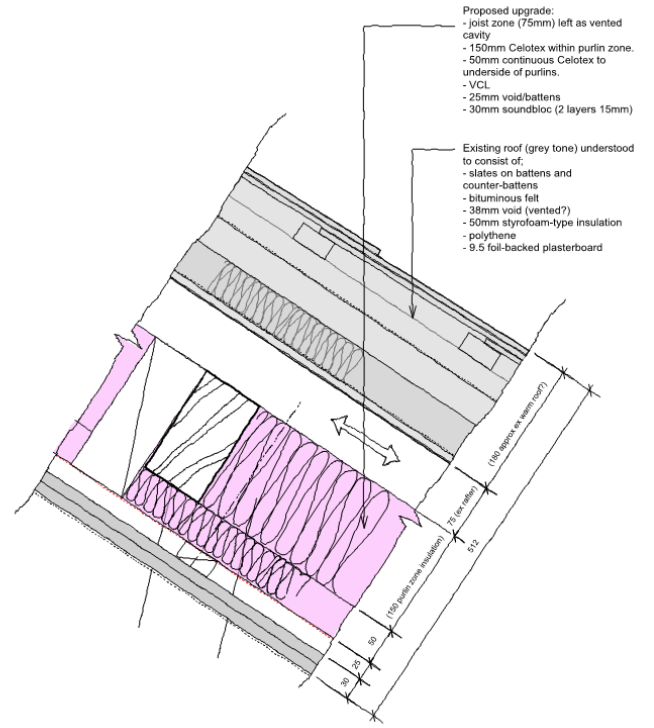 Proposed upgrade:
- joist zone (75mm) left as vented
cavity
- 150mm Celotex within purlin zone.
- 50mm continuous Celotex to
underside of purlins.
- VCL
- 25mm void/battens
- 30mm soundbloc (2 layers 15mm)
Existing roof (grey tone) understood
to consist of;
- slates on battens and
counter-battens
- bituminous felt
- 38mm void (vented?)
- 50mm styrofoam-type insulation
- polythene
- 9.5 foil-backed plasterboard
(180 approx ex warm roof?)
75 (ex rafter)
512
(150 purlin zone insulation)
50
25
30